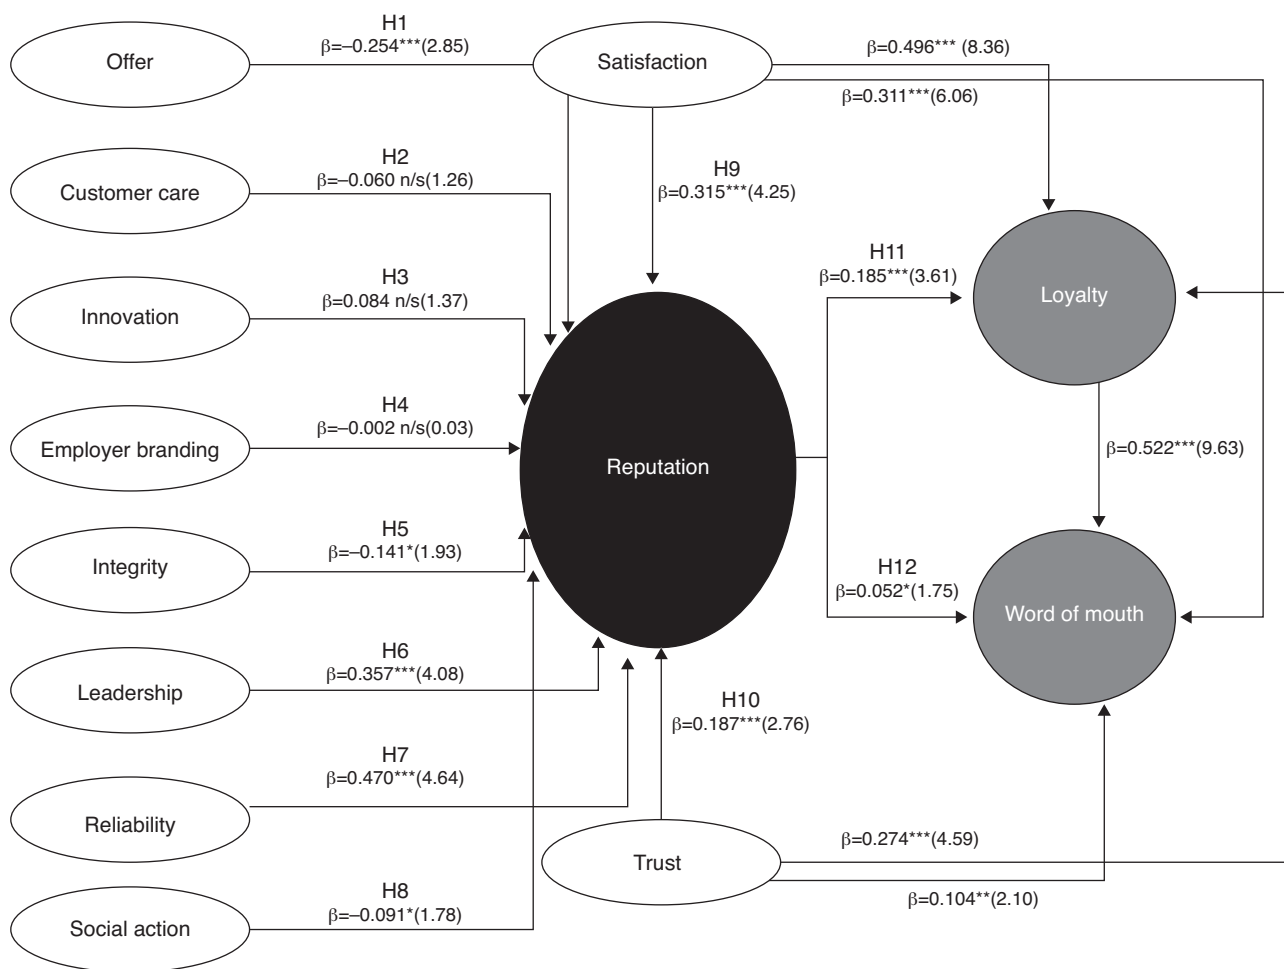 H1
β=–0.254***(2.85)
Offer
Satisfaction
β=0.496*** (8.36)
β=0.311***(6.06)
H2
β=–0.060 n/s(1.26)
Customer care
H9
β=0.315***(4.25)
H3
β=0.084 n/s(1.37)
Innovation
H11
β=0.185***(3.61)
Loyalty
H4
β=–0.002 n/s(0.03)
Employer branding
Reputation
β=0.522***(9.63)
H5
β=–0.141*(1.93)
Integrity
H12
β=0.052*(1.75)
Word of mouth
H6
β=0.357***(4.08)
Leadership
H10
β=0.187***(2.76)
H7
β=0.470***(4.64)
Reliability
Trust
β=0.274***(4.59)
β=0.104**(2.10)
H8
β=–0.091*(1.78)
Social action